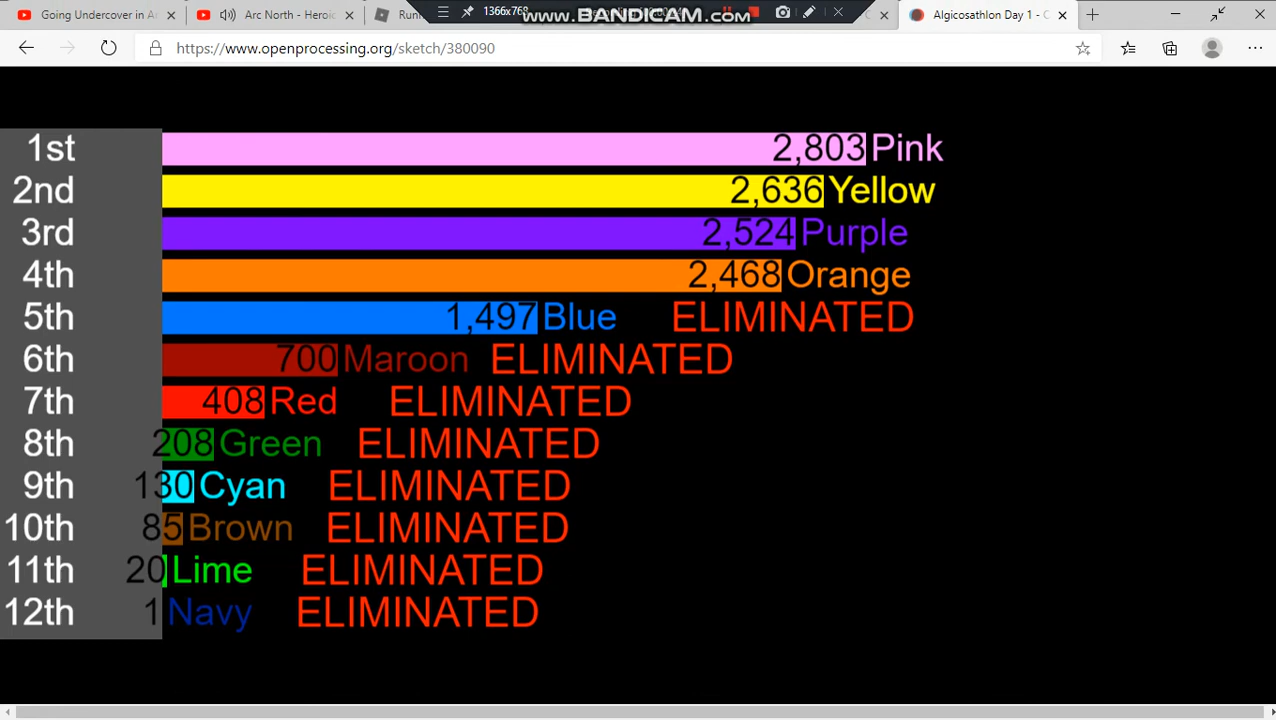 Going Undercover in A
Arc North - Heroic
Run
1366x768
www.BANDICAM.com
C
Algicosathlon Day 1 - C
https://www.openprocessing.org/sketch/380090
1st 2,803 Pink
2nd 2,636 Yellow
3rd 2,524 Purple
4th 2,468 Orange
5th 1,497 Blue ELIMINATED
6th 700 Maroon ELIMINATED
7th 408 Red ELIMINATED
8th 208 Green ELIMINATED
9th 130 Cyan ELIMINATED
10th 85 Brown ELIMINATED
11th 20 Lime ELIMINATED
12th 1 Navy ELIMINATED